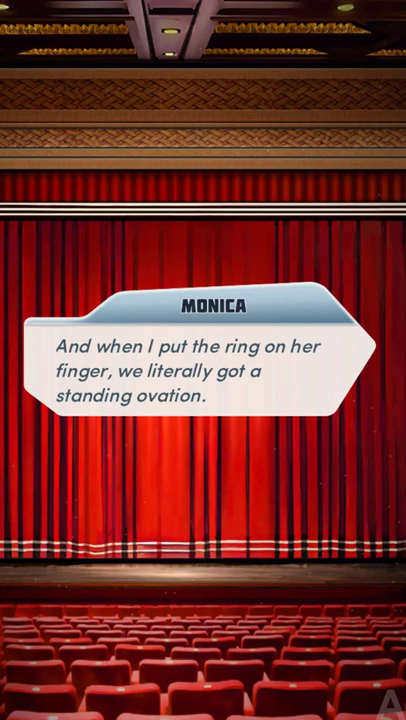 MONICA
And when I put the ring on her
finger, we literally got a
standing ovation.
A